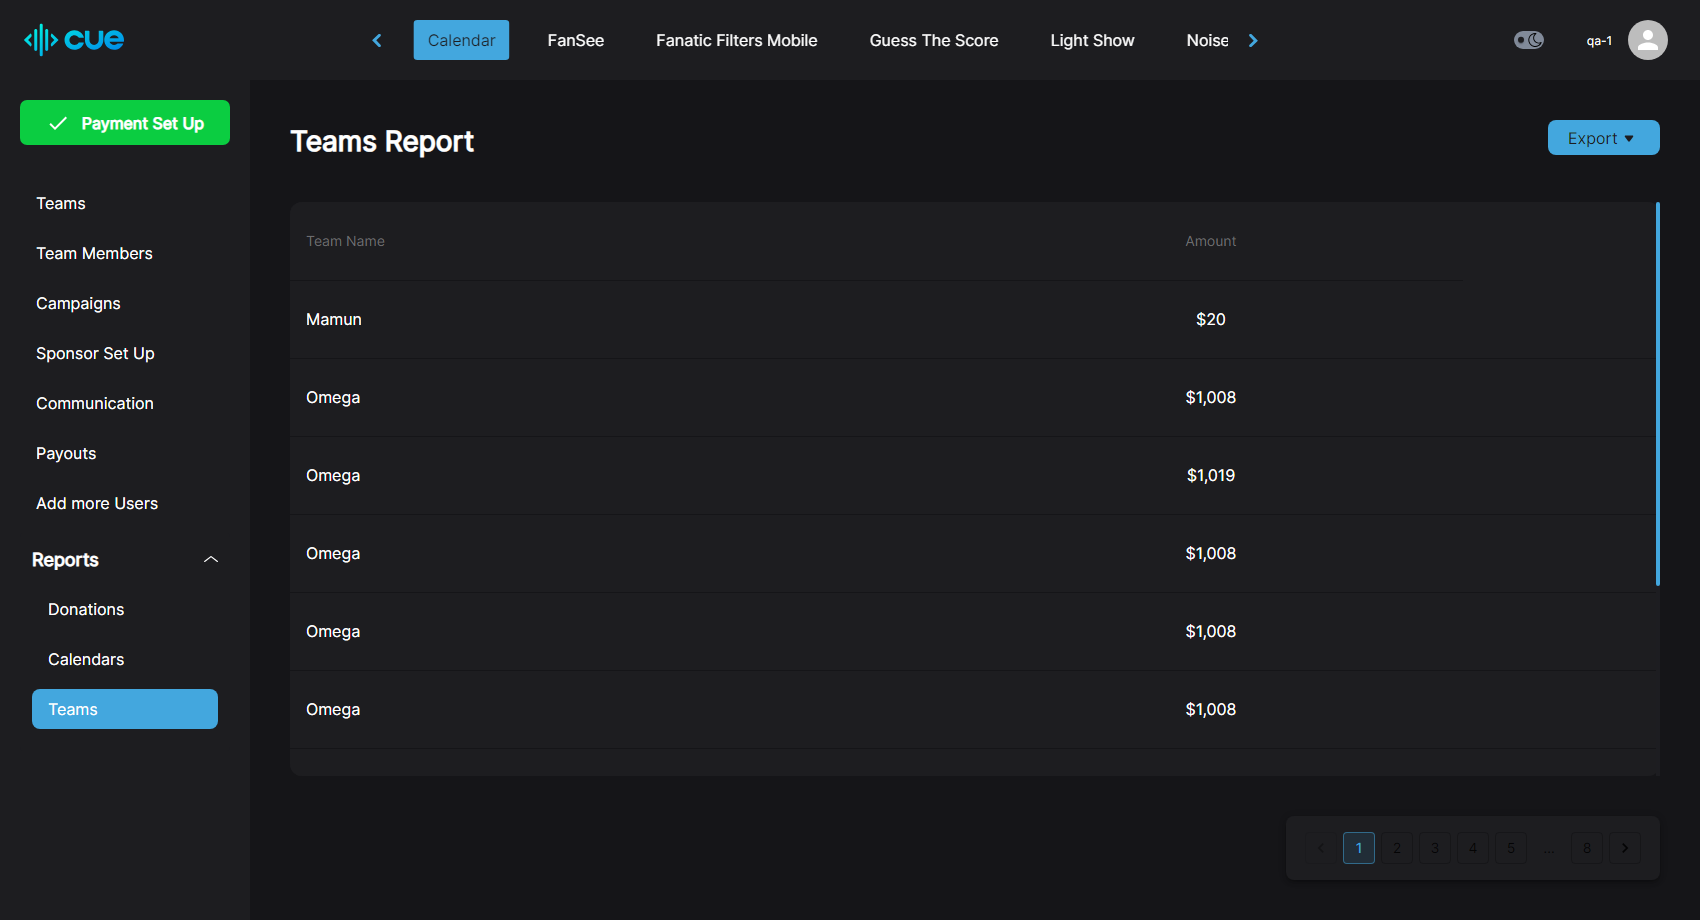 cue
Calendar FanSee Fanatic Filters Mobile Guess The Score Light Show Noise
qa-1
Payment Set Up
Teams
Team Members
Campaigns
Sponsor Set Up
Communication
Payouts
Add more Users
Reports
Donations
Calendars
Teams
Teams Report
Export
Team Name Amount
Mamun $20
Omega $1,008
Omega $1,019
Omega $1,008
Omega $1,008
Omega $1,008
1 2 3 4 5 ... 8